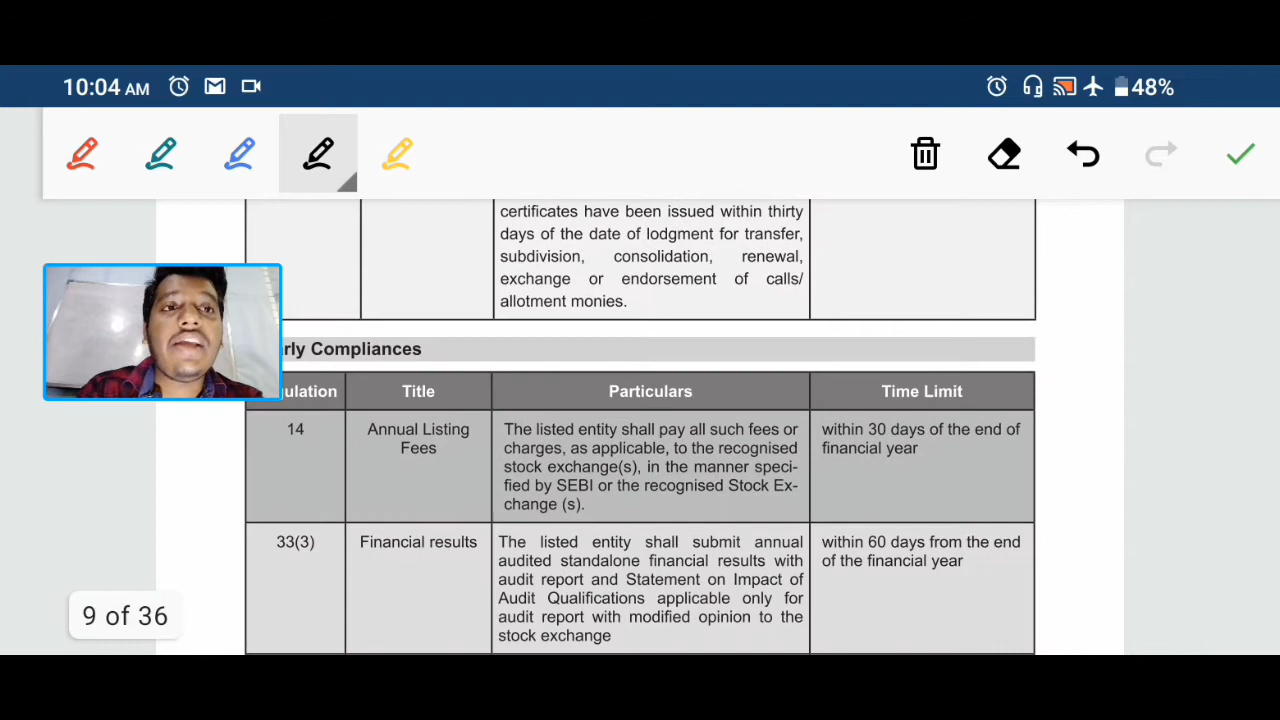 10:04 AM
48%
certificates have been issued within thirty
days of the date of lodgment for transfer,
subdivision, consolidation, renewal,
exchange or endorsement of calls/
allotment monies.
rly Compliances
gulation Title Particulars Time Limit
14
Annual Listing
Fees
The listed entity shall pay all such fees or
charges, as applicable, to the recognised
stock exchange(s), in the manner speci-
fied by SEBI or the recognised Stock Ex-
change (s).
within 30 days of the end of
financial year
33(3)
Financial results
The listed entity shall submit annual
audited standalone financial results with
audit report and Statement on Impact of
Audit Qualifications applicable only for
audit report with modified opinion to the
stock exchange
within 60 days from the end
of the financial year
9 of 36